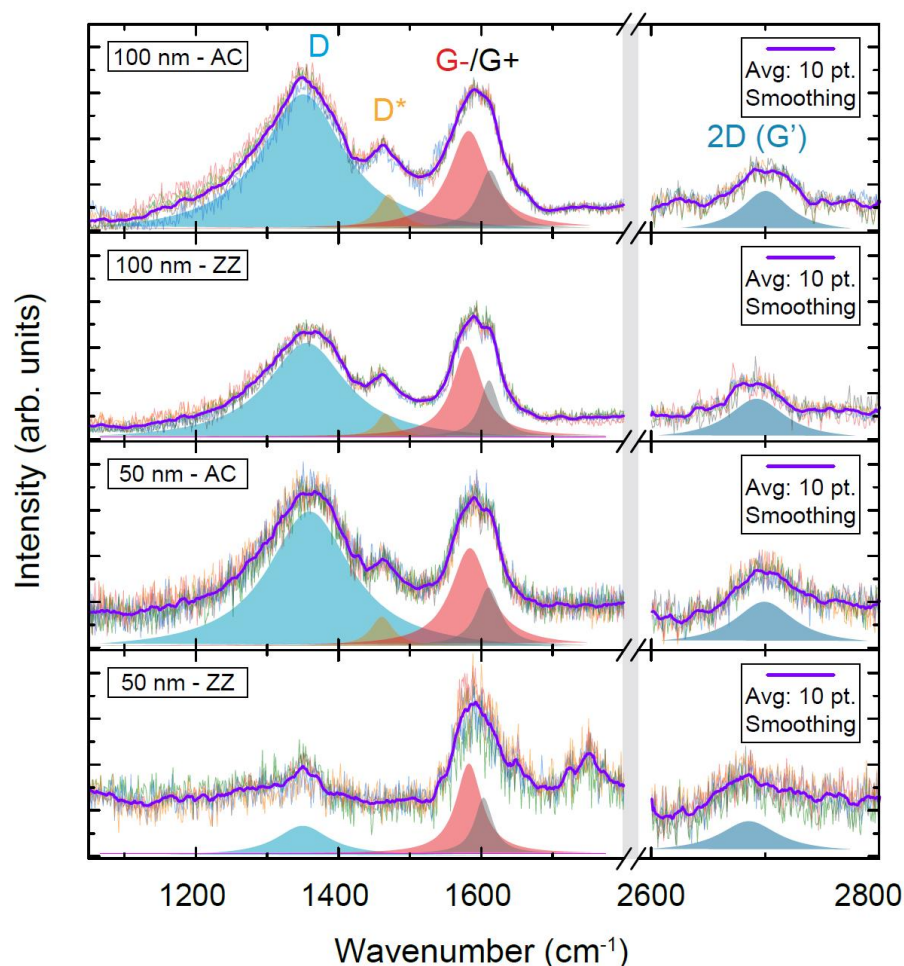 100 nm - AC
D
D*
G-/G+
2D (G’)
Avg: 10 pt.
Smoothing
100 nm - ZZ
Avg: 10 pt.
Smoothing
50 nm - AC
Avg: 10 pt.
Smoothing
50 nm - ZZ
Avg: 10 pt.
Smoothing
Intensity (arb. units)
1200 1400 1600 2600 2800
Wavenumber (cm⁻¹)